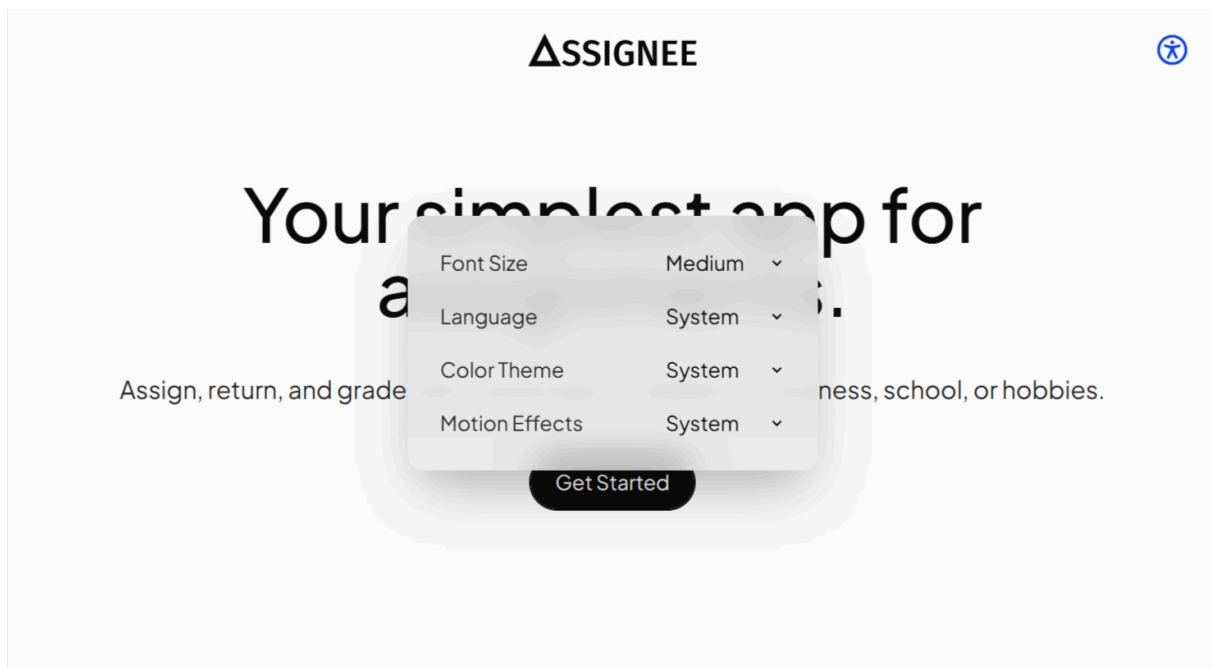 ASSIGNEE
Your simplest app for
a s.
Font Size Medium
Language System
Color Theme System
Assign, return, and grade ness, school, or hobbies.
Motion Effects System
Get Started